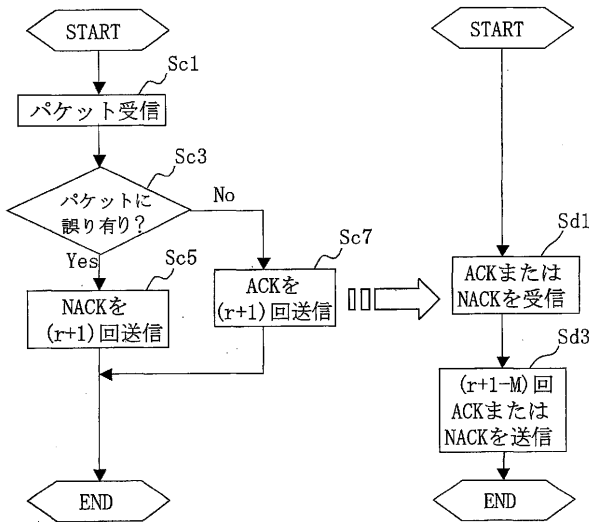 START
Sc1
パケット受信
Sc3
パケットに
誤り有り?
No
Yes
Sc5
NACKを
(r+1)回送信
Sc7
ACKを
(r+1)回送信
END
START
Sd1
ACKまたは
NACKを受信
Sd3
(r+1-M)回
ACKまたは
NACKを送信
END